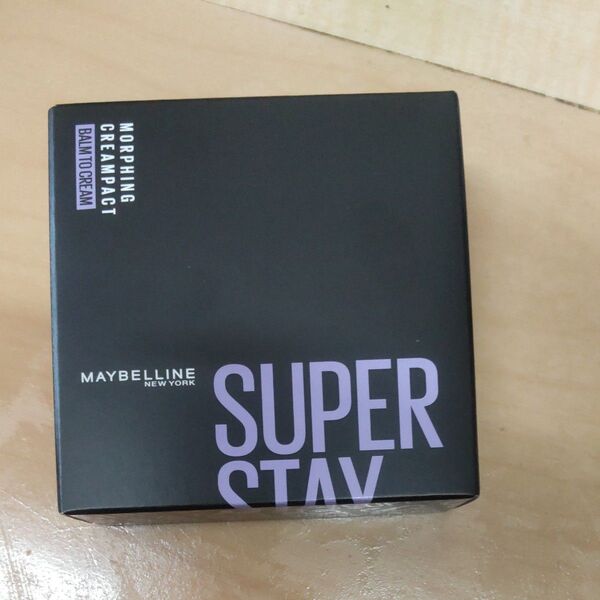 MORPHING
CREAMPACT
BALM TO CREAM
MAYBELLINE
NEW YORK
SUPER
STAY